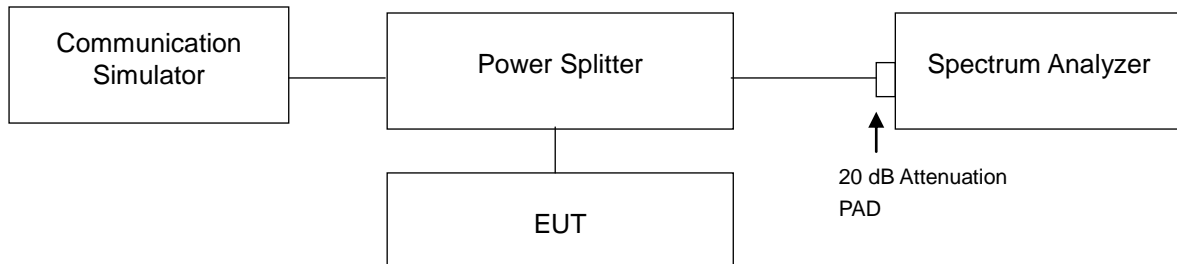 Communication
Simulator
Power Splitter
Spectrum Analyzer
20 dB Attenuation
PAD
EUT